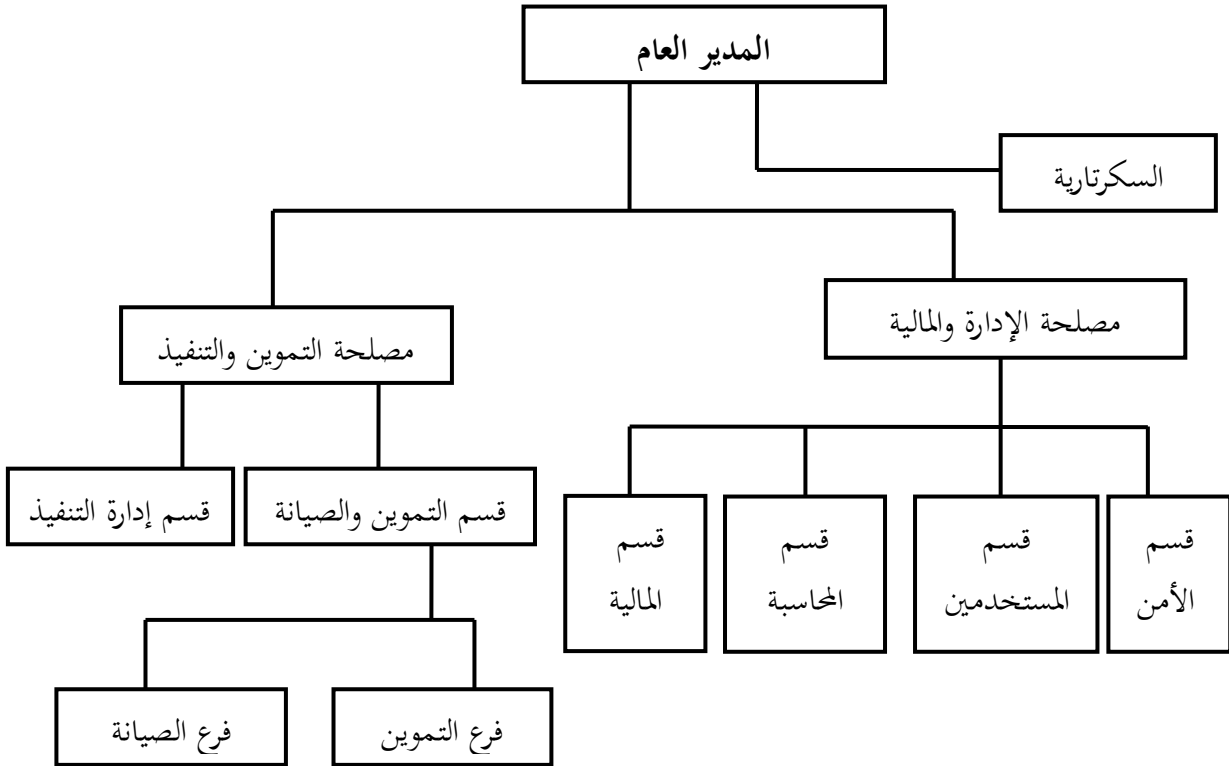 المدير العام
السكرتارية
مصلحة الإدارة والمالية
مصلحة التموين والتنفيذ
قسم
الأمن
قسم
المستخدمين
قسم
المحاسبة
قسم
المالية
قسم التموين والصيانة
قسم إدارة التنفيذ
فرع التموين
فرع الصيانة